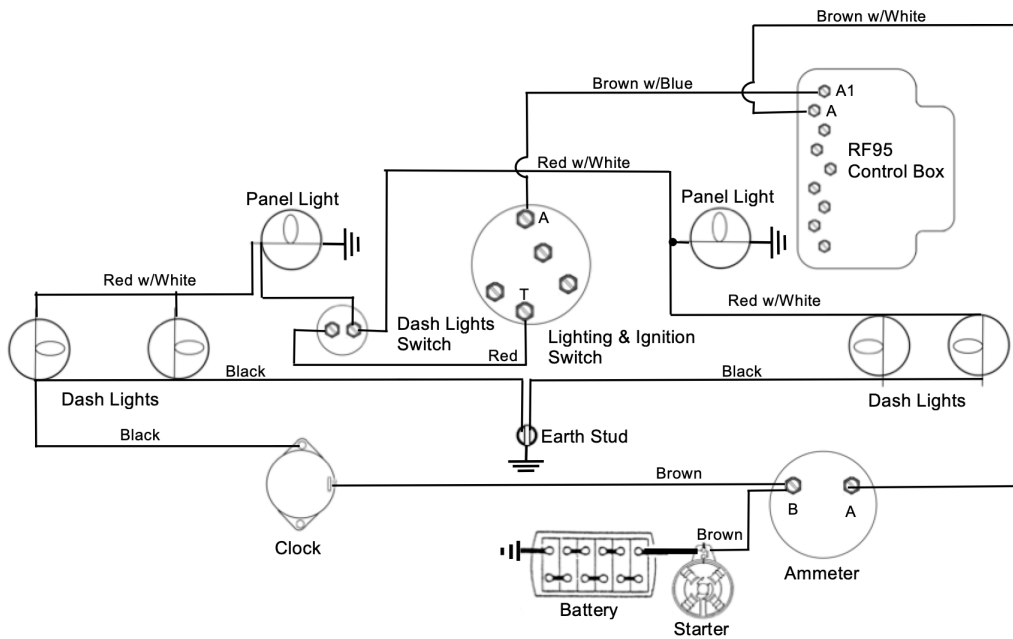 Brown w/White
Brown w/Blue
A1
A
RF95
Control Box
Red w/White
Panel Light
Panel Light
A
T
Red w/White
Red w/White
Dash Lights
Switch
Lighting & Ignition
Switch
Red
Black
Black
Dash Lights
Dash Lights
Black
Earth Stud
Brown
B
A
Brown
Clock
Ammeter
Battery
Starter